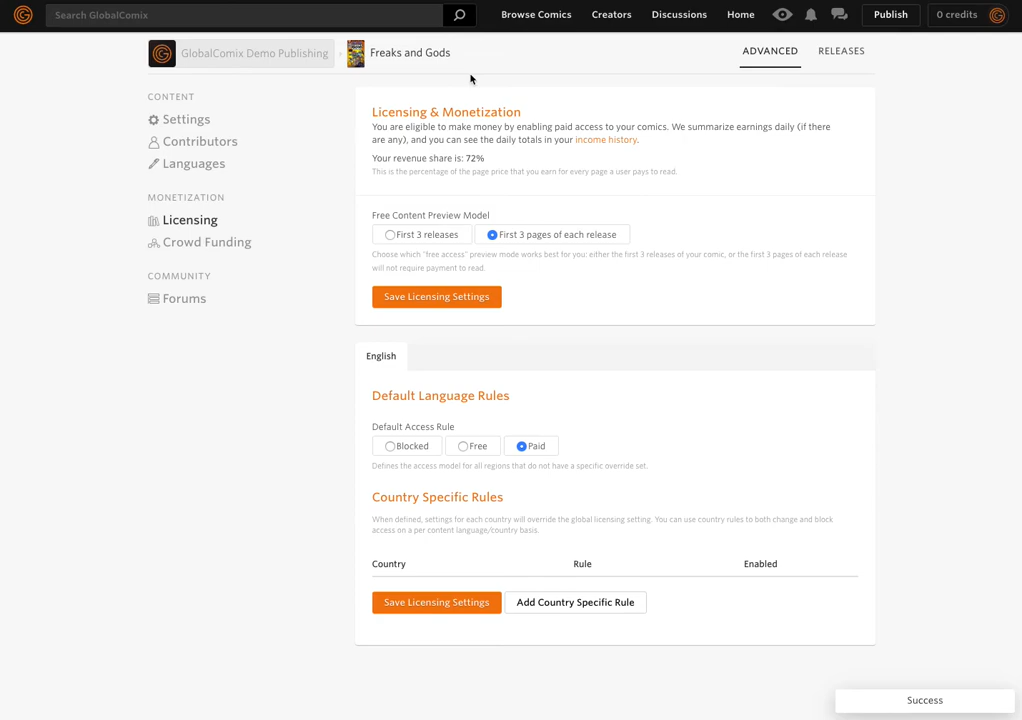 Search GlobalComix
Browse Comics
Creators
Discussions
Home
Publish
0 credits
GlobalComix Demo Publishing
Freaks and Gods
ADVANCED
RELEASES
CONTENT
Settings
Contributors
Languages
MONETIZATION
Licensing
Crowd Funding
COMMUNITY
Forums
Licensing & Monetization
You are eligible to make money by enabling paid access to your comics. We summarize earnings daily (if there
are any), and you can see the daily totals in your income history.
Your revenue share is: 72%
This is the percentage of the page price that you earn for every page a user pays to read.
Free Content Preview Model
First 3 releases
First 3 pages of each release
Choose which "free access" preview mode works best for you: either the first 3 releases of your comic, or the first 3 pages of each release
will not require payment to read.
Save Licensing Settings
English
Default Language Rules
Default Access Rule
Blocked
Free
Paid
Defines the access model for all regions that do not have a specific override set.
Country Specific Rules
When defined, settings for each country will override the global licensing setting. You can use country rules to both change and block
access on a per content language/country basis.
Country
Rule
Enabled
Save Licensing Settings
Add Country Specific Rule
Success